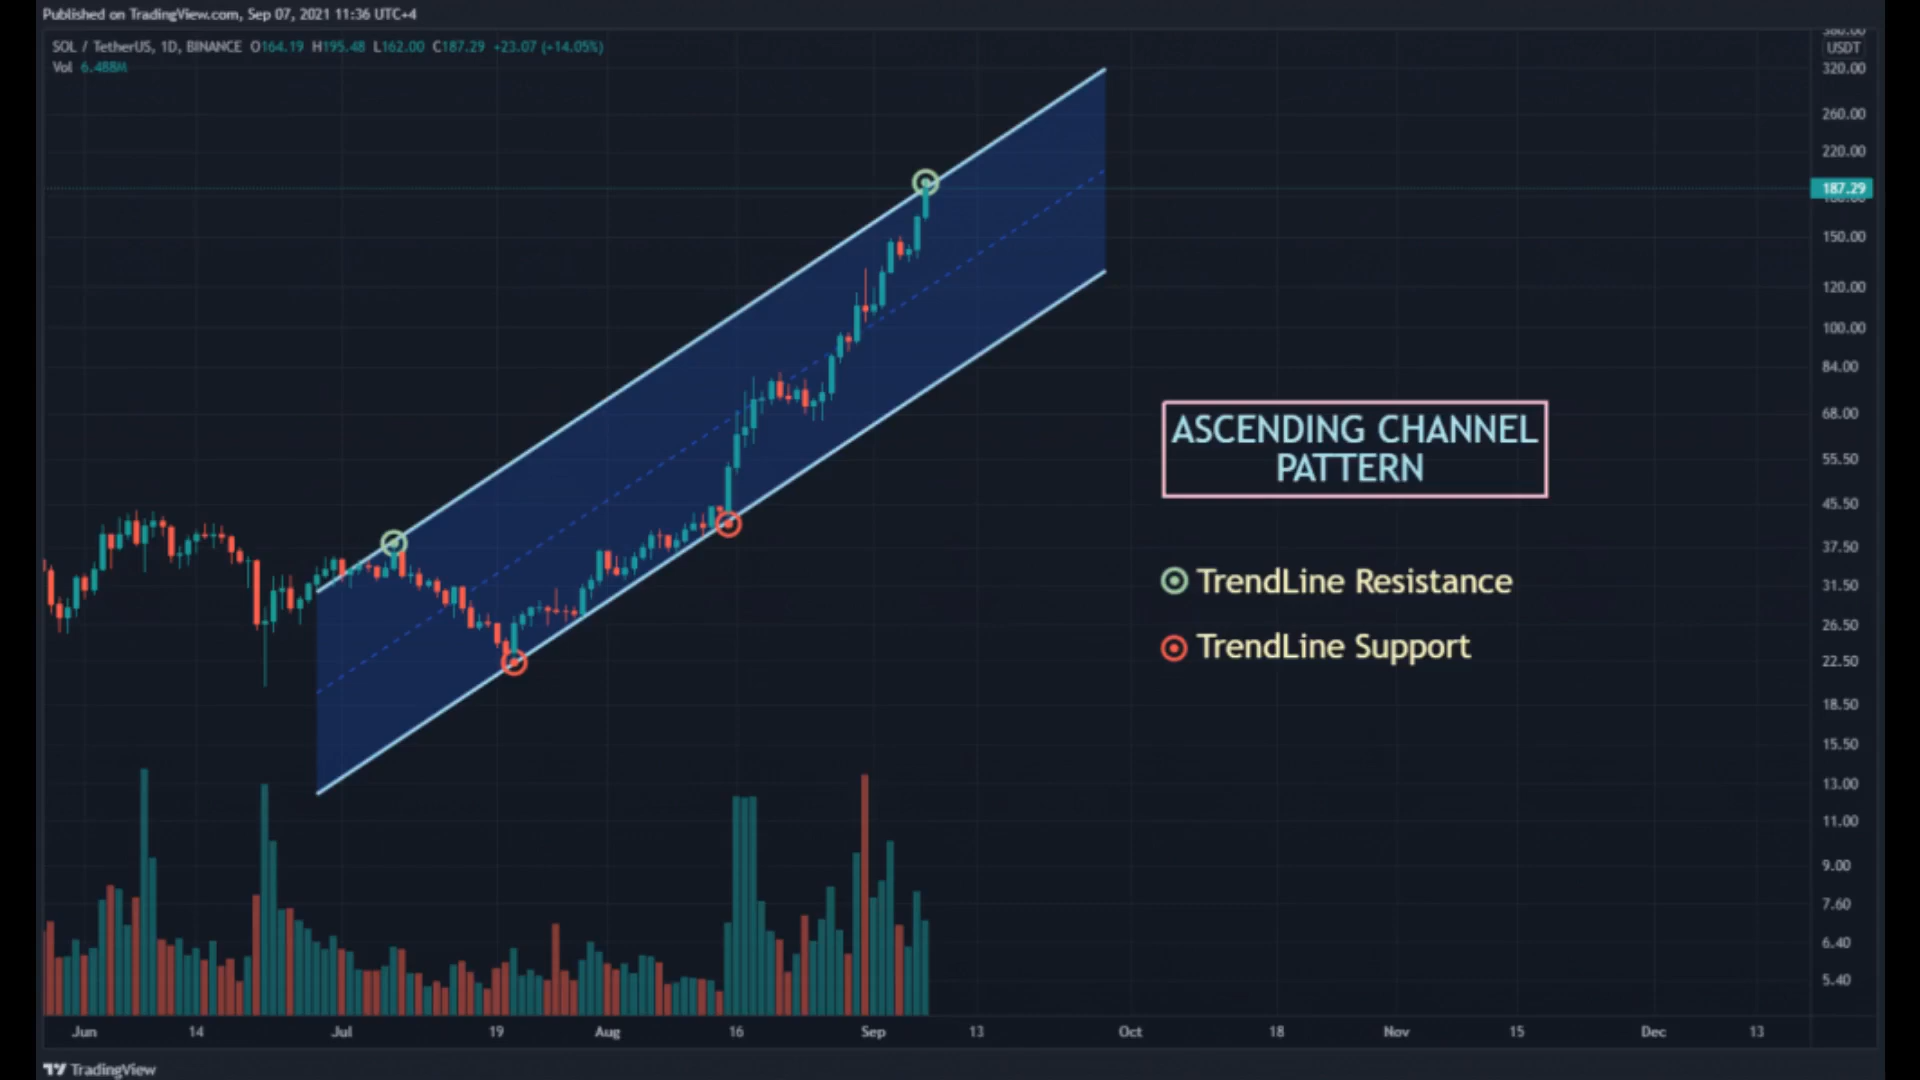 Published on TradingView.com, Sep 07, 2021 11:36 UTC+4
SOL / TetherUS, 1D, BINANCE O164.19 H195.48 L162.00 C187.29 +23.07 (+14.05%)
Vol 6.488M
USDT
320.00
260.00
220.00
187.29
150.00
120.00
100.00
84.00
68.00
55.50
45.50
37.50
31.50
26.50
22.50
18.50
15.50
13.00
11.00
9.00
7.60
6.40
5.40
ASCENDING CHANNEL
PATTERN
TrendLine Resistance
TrendLine Support
Jun 14 Jul 19 Aug 16 Sep 13 Oct 18 Nov 15 Dec 13
TradingView